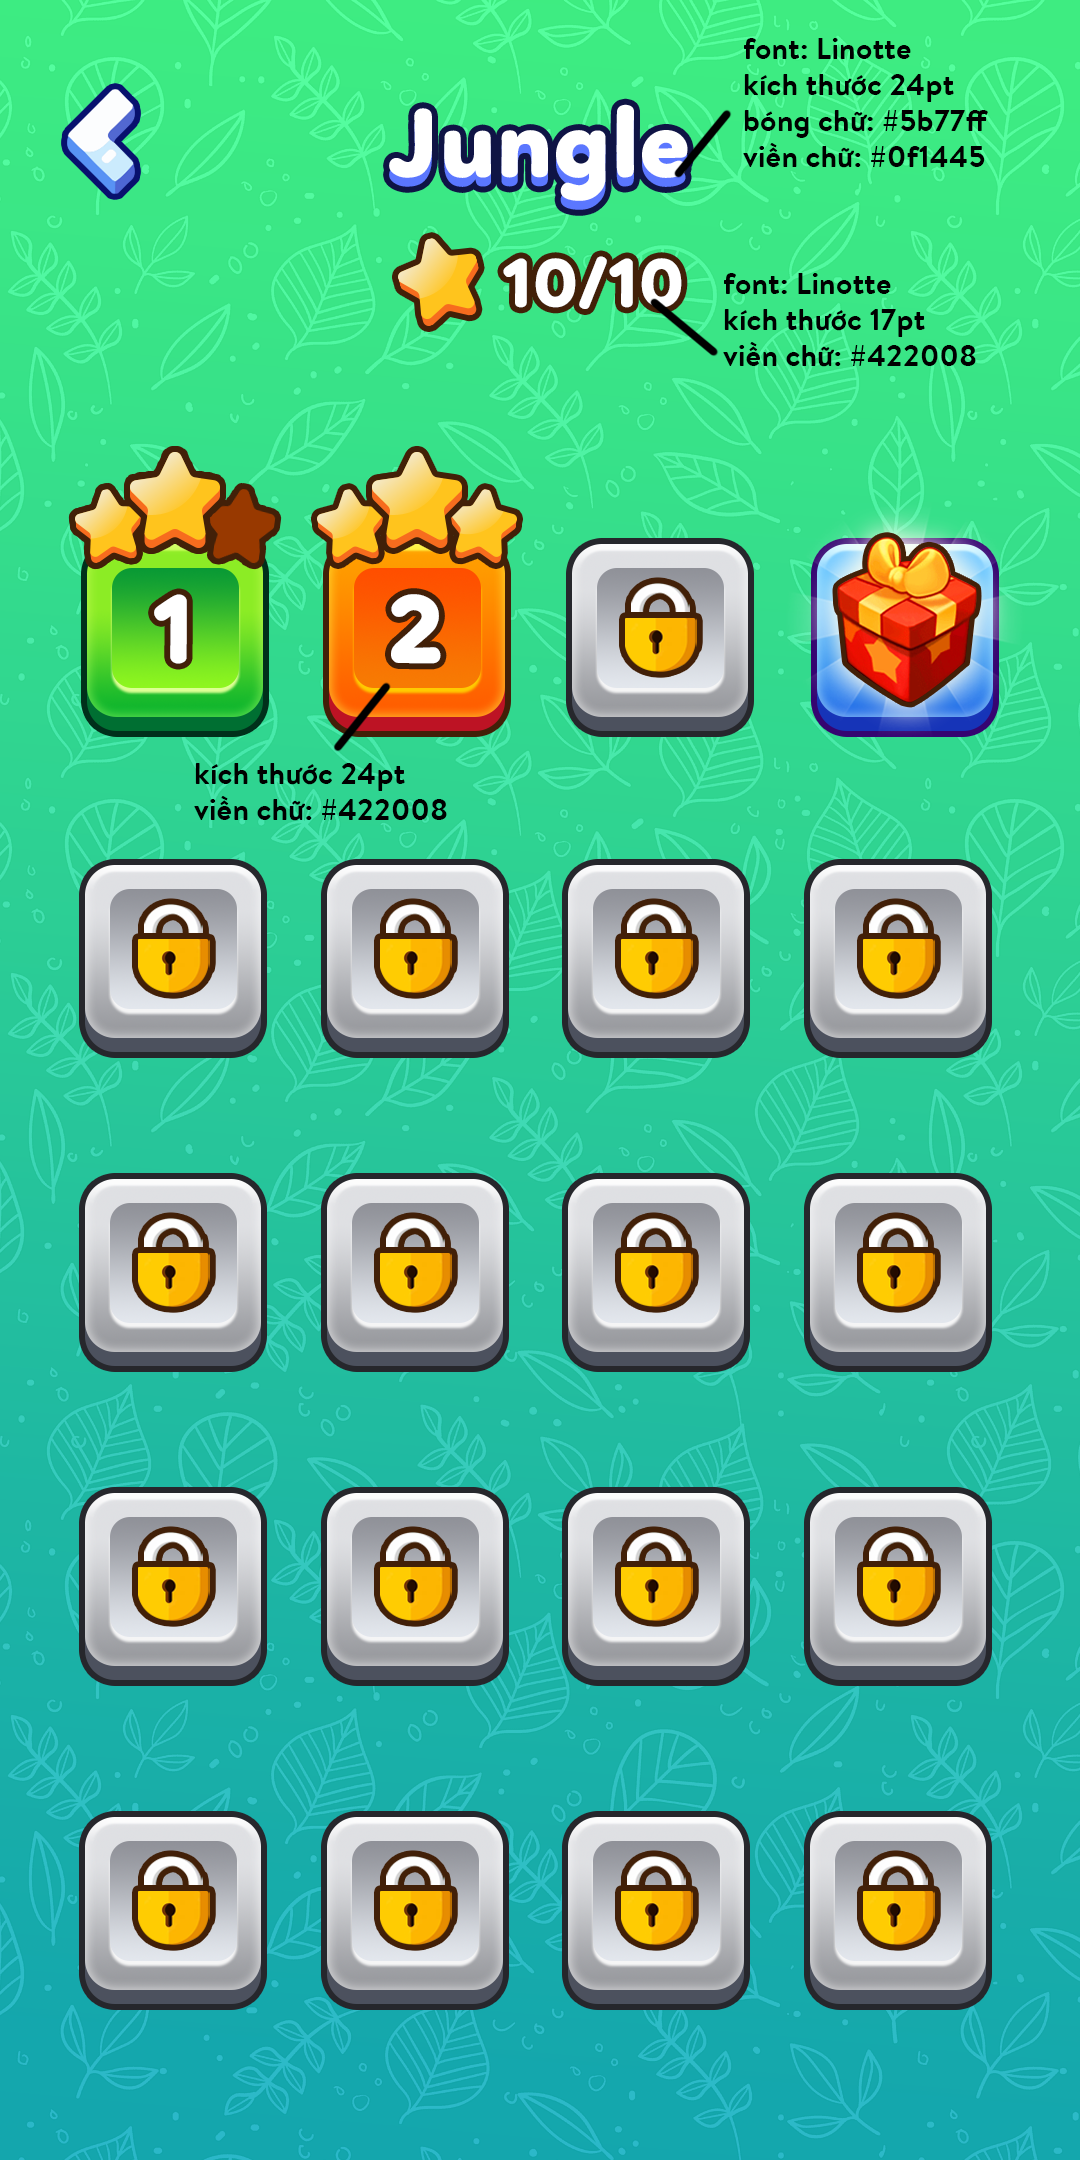 font: Linotte
kích thước 24pt
bóng chữ: #5b77ff
viền chữ: #0f1445
Jungle
10/10
font: Linotte
kích thước 17pt
viền chữ: #422008
1
2
kích thước 24pt
viền chữ: #422008